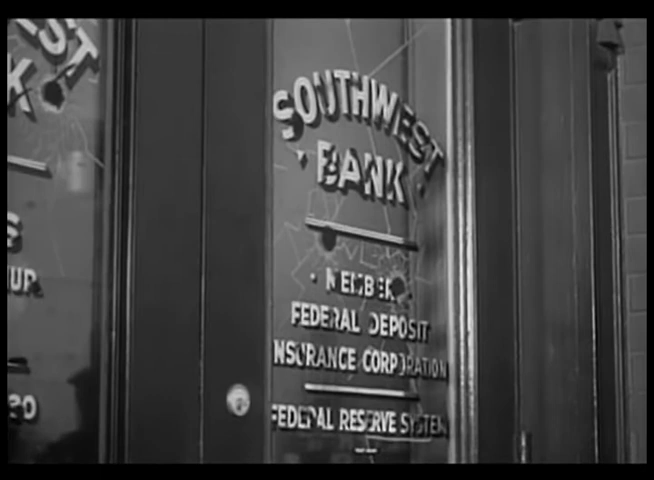 SOUTHWEST
BANK
MEMBER
FEDERAL DEPOSIT
INSURANCE CORPORATION
FEDERAL RESERVE SYSTEM